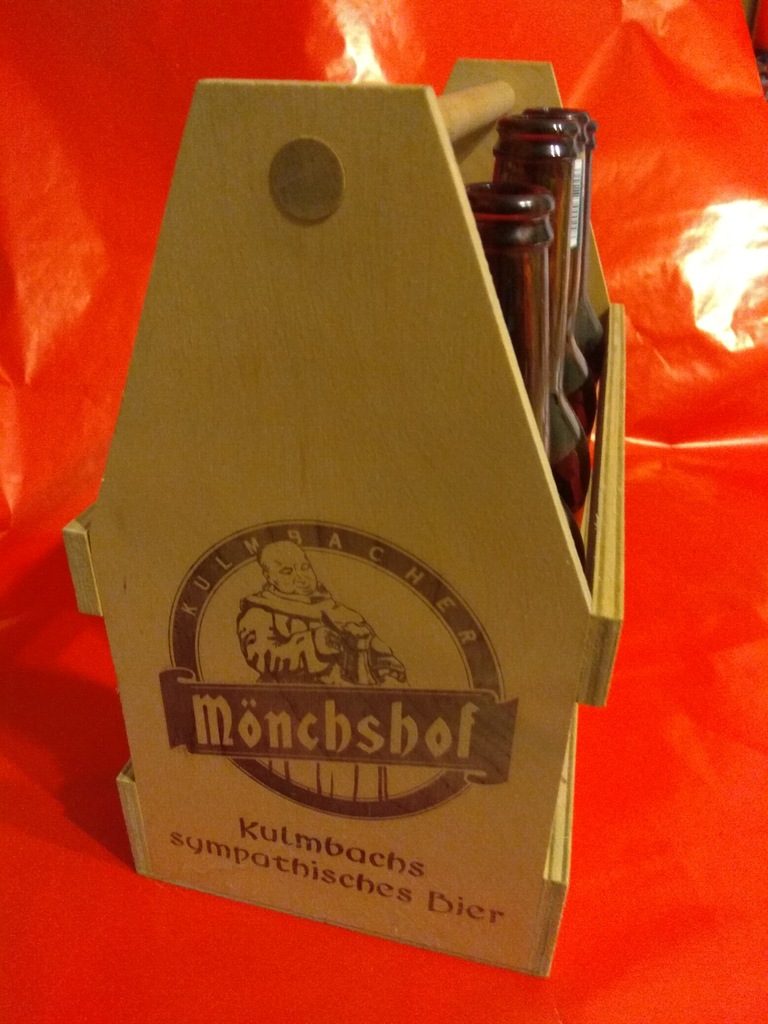 KULMBACHER
Mönchshof
Kulmbachs
sympathisches Bier